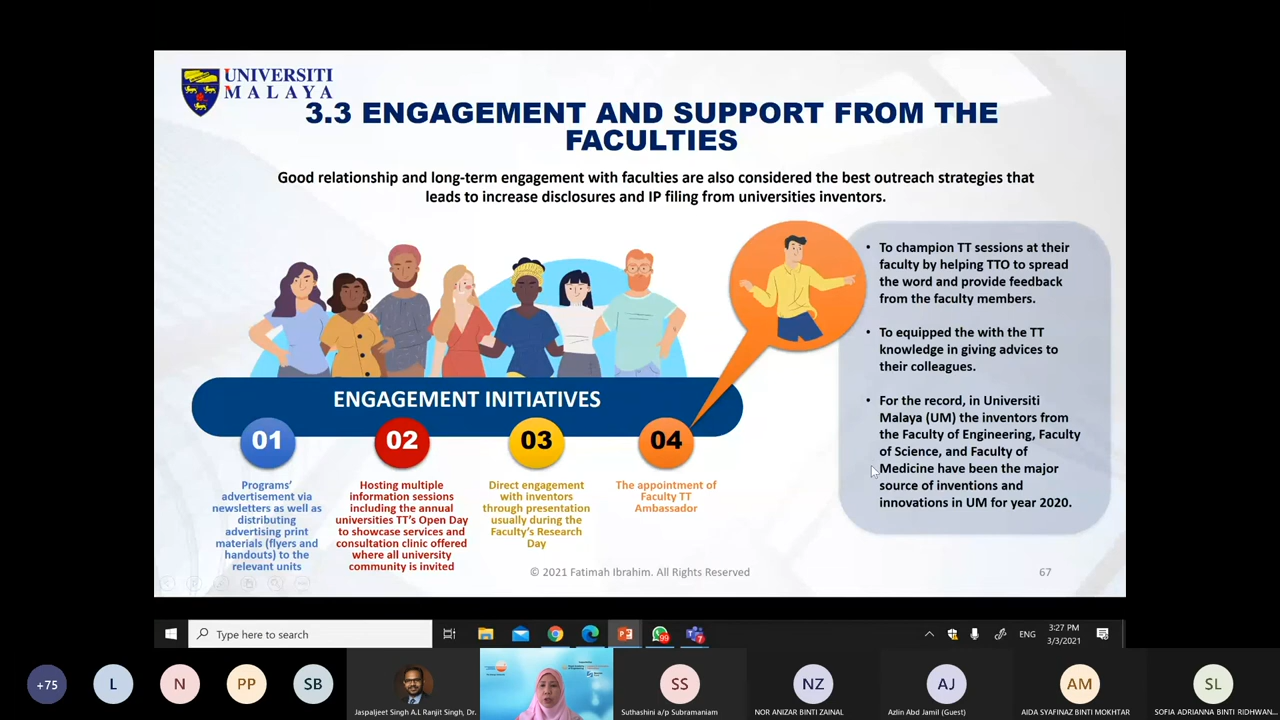 UNIVERSITI
MALAYA
3.3 ENGAGEMENT AND SUPPORT FROM THE
FACULTIES
Good relationship and long-term engagement with faculties are also considered the best outreach strategies that
leads to increase disclosures and IP filing from universities inventors.
ENGAGEMENT INITIATIVES
01
Programs'
advertisement via
newsletters as well as
distributing
advertising print
materials (flyers and
handouts) to the
relevant units
02
Hosting multiple
information sessions
including the annual
universities TT's Open Day
to showcase services and
consultation clinic offered
where all university
community is invited
03
Direct engagement
with inventors
through presentation
usually during the
Faculty's Research
Day
04
The appointment of
Faculty TT
Ambassador
• To champion TT sessions at their
faculty by helping TTO to spread
the word and provide feedback
from the faculty members.
• To equipped the with the TT
knowledge in giving advices to
their colleagues.
• For the record, in Universiti
Malaya (UM) the inventors from
the Faculty of Engineering, Faculty
of Science, and Faculty of
Medicine have been the major
source of inventions and
innovations in UM for year 2020.
© 2021 Fatimah Ibrahim. All Rights Reserved
67
Type here to search
99
7
ENG
3:27 PM
3/3/2021
+75
L
N
PP
SB
Jaspaljeet Singh A.L Ranjit Singh, Dr.
SS
Suthashini a/p Subramaniam
NZ
NOR ANIZAR BINTI ZAINAL
AJ
Azlin Abd Jamil (Guest)
AM
AIDA SYAFINAZ BINTI MOKHTAR
SL
SOFIA ADRIANNA BINTI RIDHWAN...